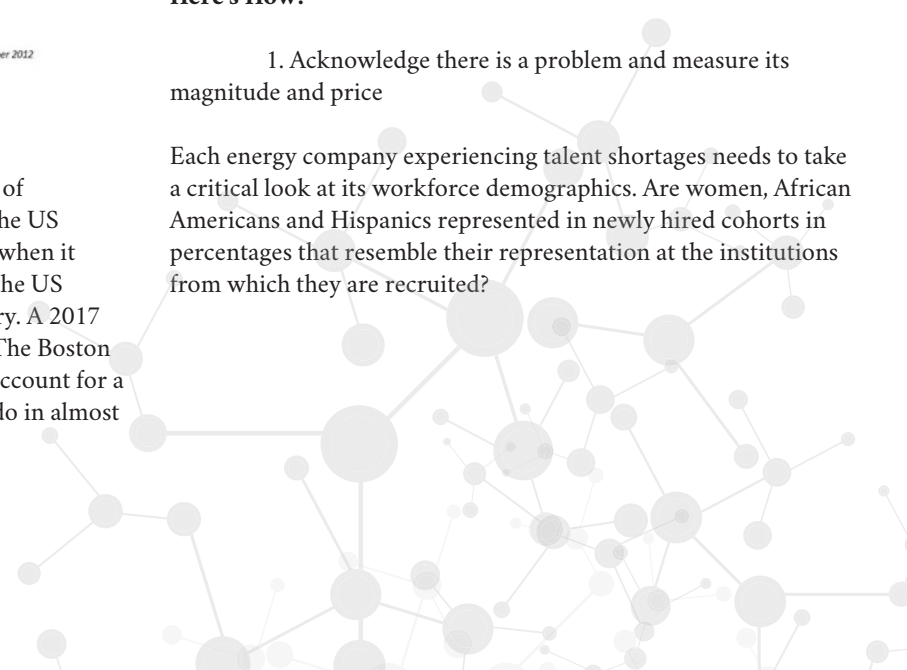 er 2012
of
he US
when it
he US
ry. A 2017
The Boston
ccount for a
do in almost
Here's How:
1. Acknowledge there is a problem and measure its
magnitude and price
Each energy company experiencing talent shortages needs to take
a critical look at its workforce demographics. Are women, African
Americans and Hispanics represented in newly hired cohorts in
percentages that resemble their representation at the institutions
from which they are recruited?